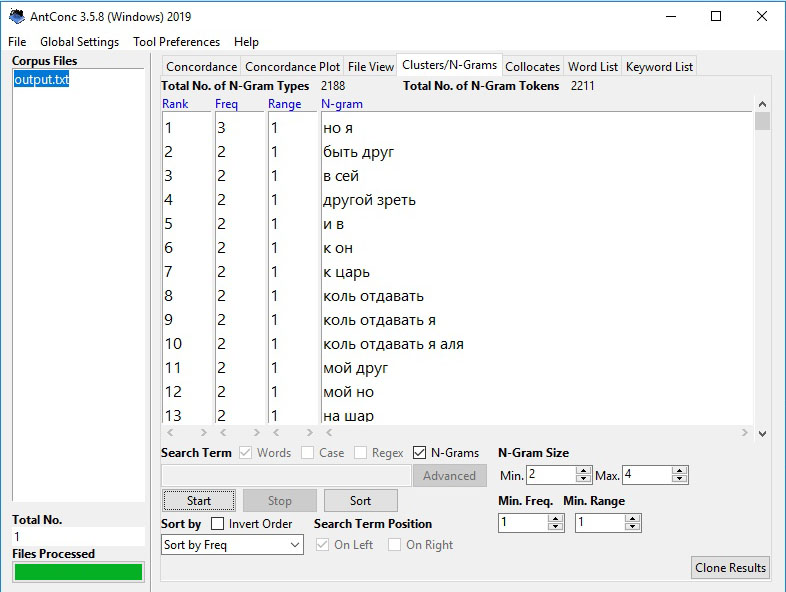 AntConc 3.5.8 (Windows) 2019
File Global Settings Tool Preferences Help
Corpus Files
output.txt
Concordance Concordance Plot File View Clusters/N-Grams Collocates Word List Keyword List
Total No. of N-Gram Types 2188 Total No. of N-Gram Tokens 2211
Rank Freq Range N-gram
1 3 1 но я
2 2 1 быть друг
3 2 1 в сей
4 2 1 другой зреть
5 2 1 и в
6 2 1 к он
7 2 1 к царь
8 2 1 коль отдавать
9 2 1 коль отдавать я
10 2 1 коль отдавать я аля
11 2 1 мой друг
12 2 1 мой но
13 2 1 на шар
Search Term Words Case Regex N-Grams N-Gram Size
Advanced Min. 2 Max. 4
Start Stop Sort Min. Freq. Min. Range
Total No.
1
Sort by Invert Order Search Term Position 1 1
Files Processed
Sort by Freq On Left On Right
Clone Results